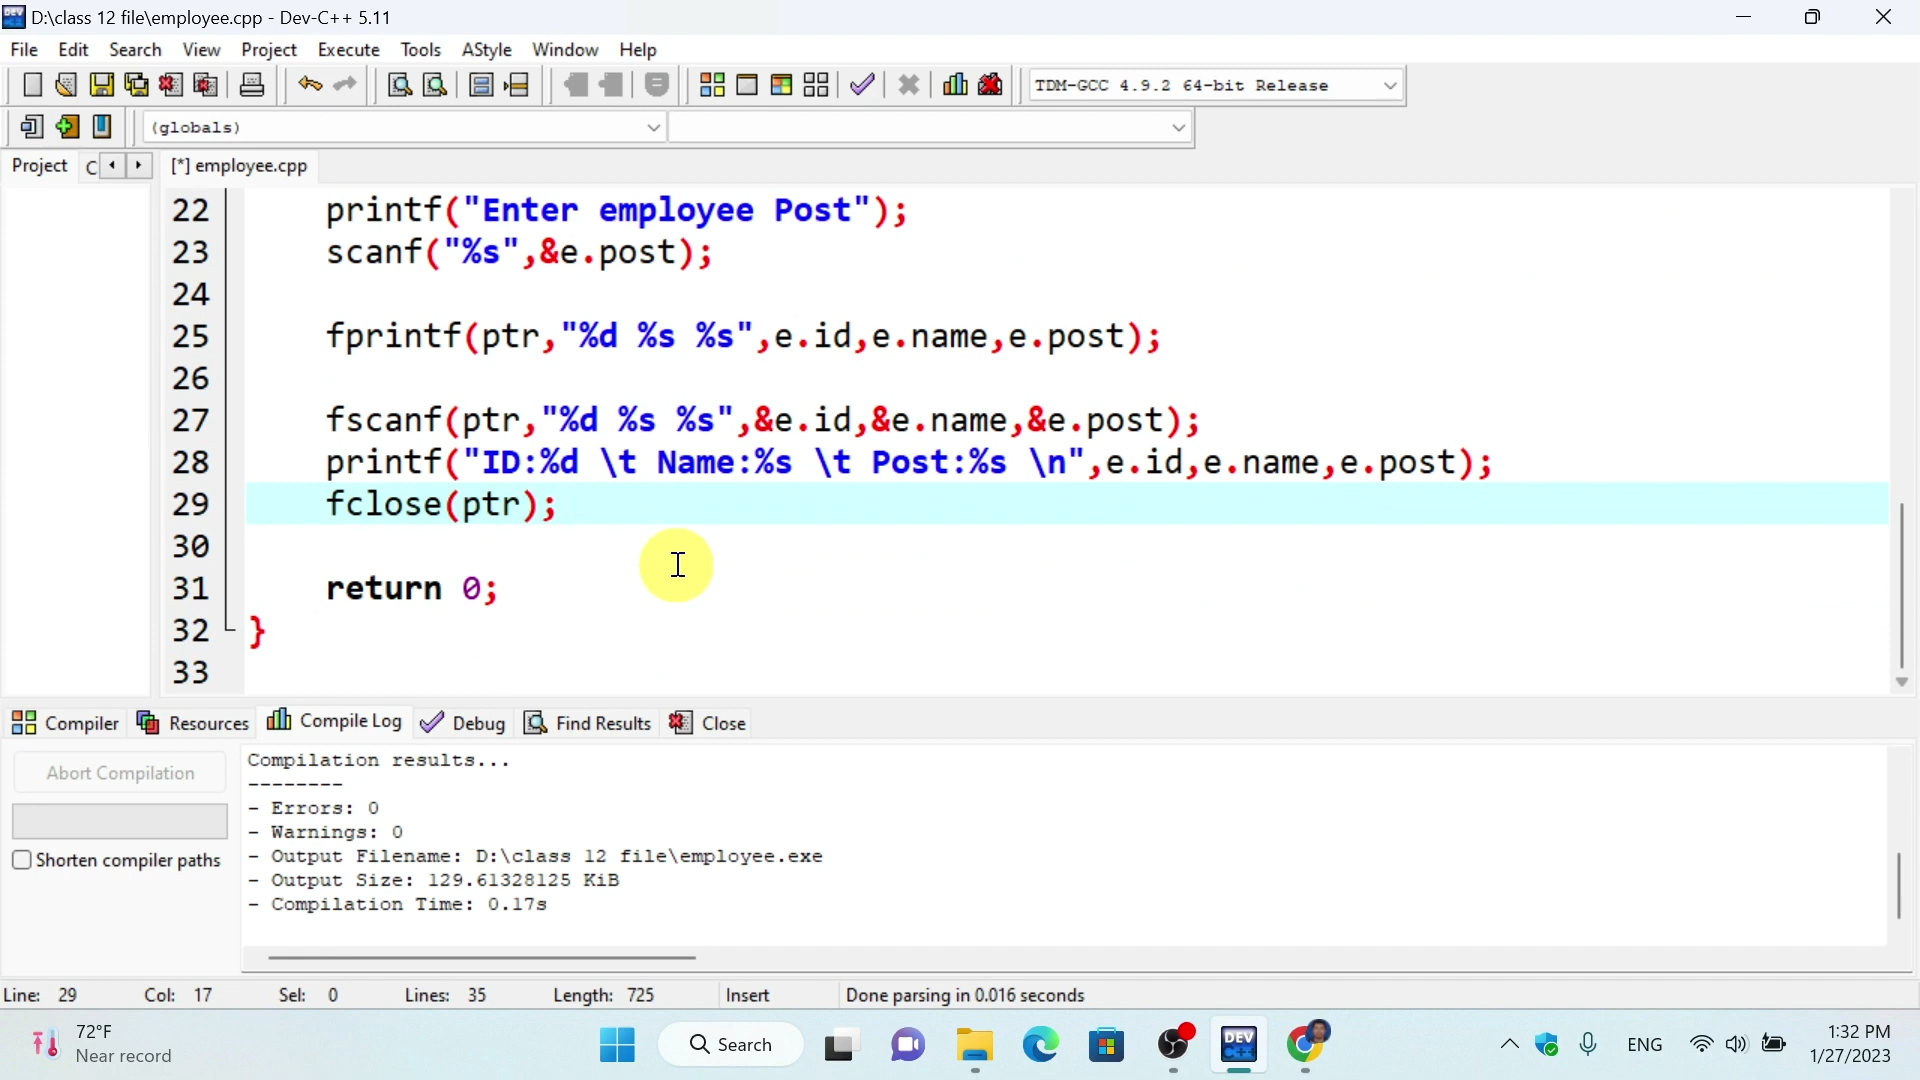 D:\class 12 file\employee.cpp - Dev-C++ 5.11
File Edit Search View Project Execute Tools AStyle Window Help
TDM-GCC 4.9.2 64-bit Release
(globals)
Project C [*] employee.cpp
22 printf("Enter employee Post");
23 scanf("%s",&e.post);
24
25 fprintf(ptr,"%d %s %s",e.id,e.name,e.post);
26
27 fscanf(ptr,"%d %s %s",&e.id,&e.name,&e.post);
28 printf("ID:%d \t Name:%s \t Post:%s \n",e.id,e.name,e.post);
29 fclose(ptr);
30
31 return 0;
32 }
33
Compiler Resources Compile Log Debug Find Results Close
Abort Compilation
Shorten compiler paths
Compilation results...
--------
- Errors: 0
- Warnings: 0
- Output Filename: D:\class 12 file\employee.exe
- Output Size: 129.61328125 KiB
- Compilation Time: 0.17s
Line: 29 Col: 17 Sel: 0 Lines: 35 Length: 725 Insert Done parsing in 0.016 seconds
72°F
Near record
Search
DEV C++
ENG
1:32 PM
1/27/2023